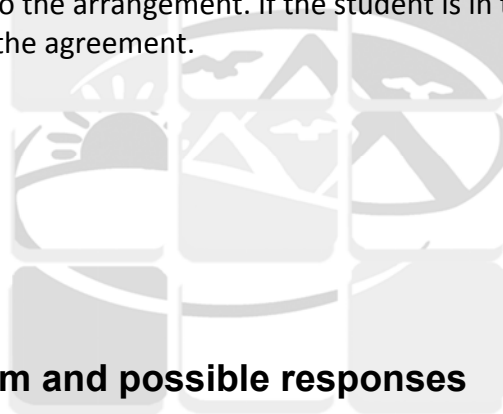 o the arrangement. If the student is in
the agreement.
m and possible responses